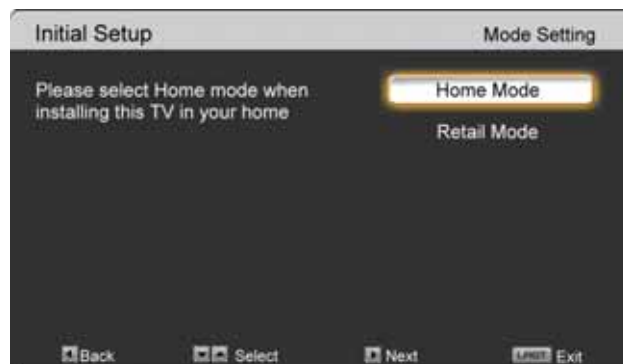 Initial Setup
Mode Setting
Please select Home mode when
installing this TV in your home
Home Mode
Retail Mode
Back
Select
Next
Exit